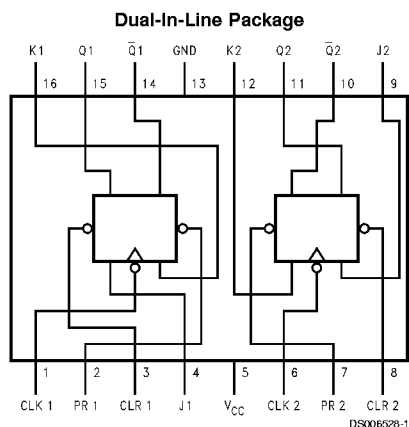 Dual-In-Line Package
K1 Q1 Q̅1 GND K2 Q2 Q̅2 J2
16 15 14 13 12 11 10 9
1 2 3 4 5 6 7 8
CLK 1 PR 1 CLR 1 J1 VCC CLK 2 PR 2 CLR 2
DS006528-1